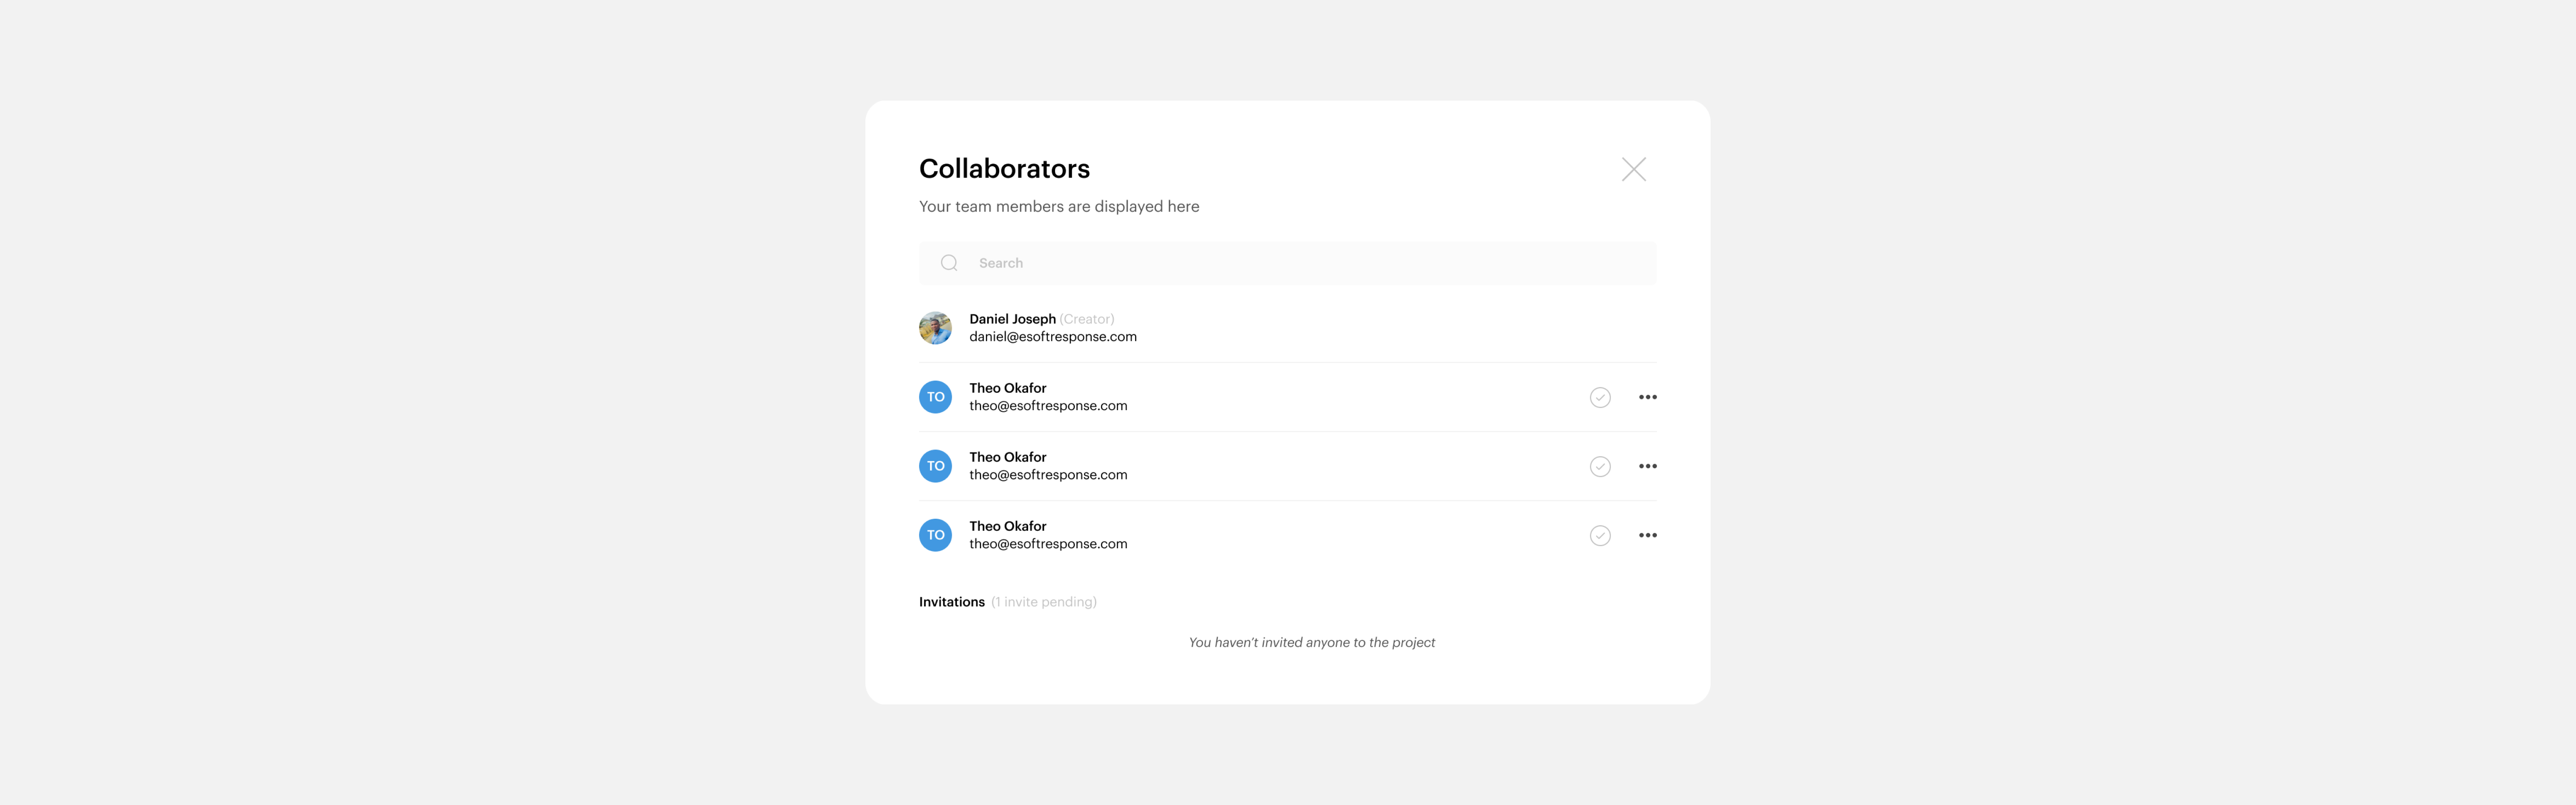 Collaborators
Your team members are displayed here
Search
Daniel Joseph (Creator)
daniel@esoftresponse.com
TO
Theo Okafor
theo@esoftresponse.com
TO
Theo Okafor
theo@esoftresponse.com
TO
Theo Okafor
theo@esoftresponse.com
Invitations (1 invite pending)
You haven’t invited anyone to the project